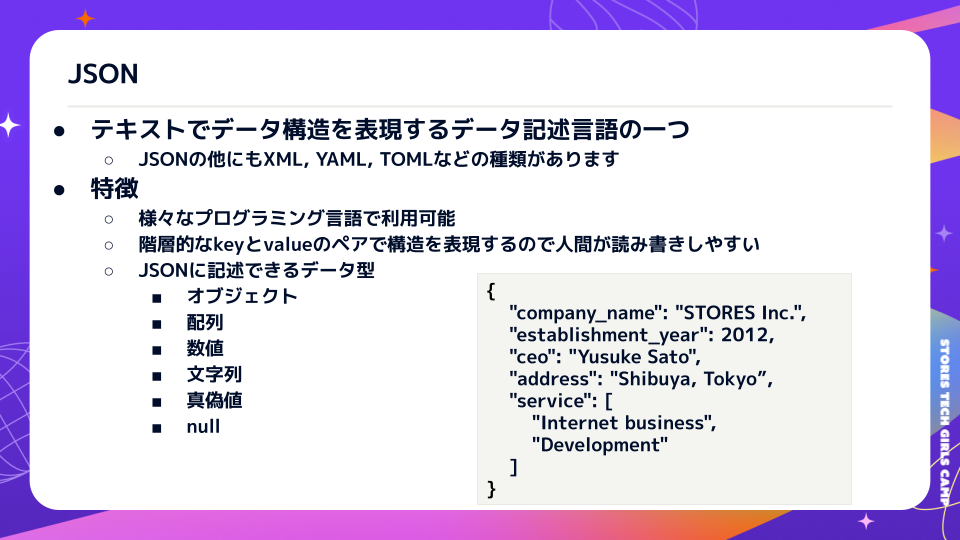 JSON
● テキストでデータ構造を表現するデータ記述言語の一つ
○ JSONの他にもXML, YAML, TOMLなどの種類があります
● 特徴
○ 様々なプログラミング言語で利用可能
○ 階層的なkeyとvalueのペアで構造を表現するので人間が読み書きしやすい
○ JSONに記述できるデータ型
■ オブジェクト
■ 配列
■ 数値
■ 文字列
■ 真偽値
■ null
{
"company_name": "STORES Inc.",
"establishment_year": 2012,
"ceo": "Yusuke Sato",
"address": "Shibuya, Tokyo”,
"service": [
"Internet business",
"Development"
]
}
STORES TECH GIRLS CAMP